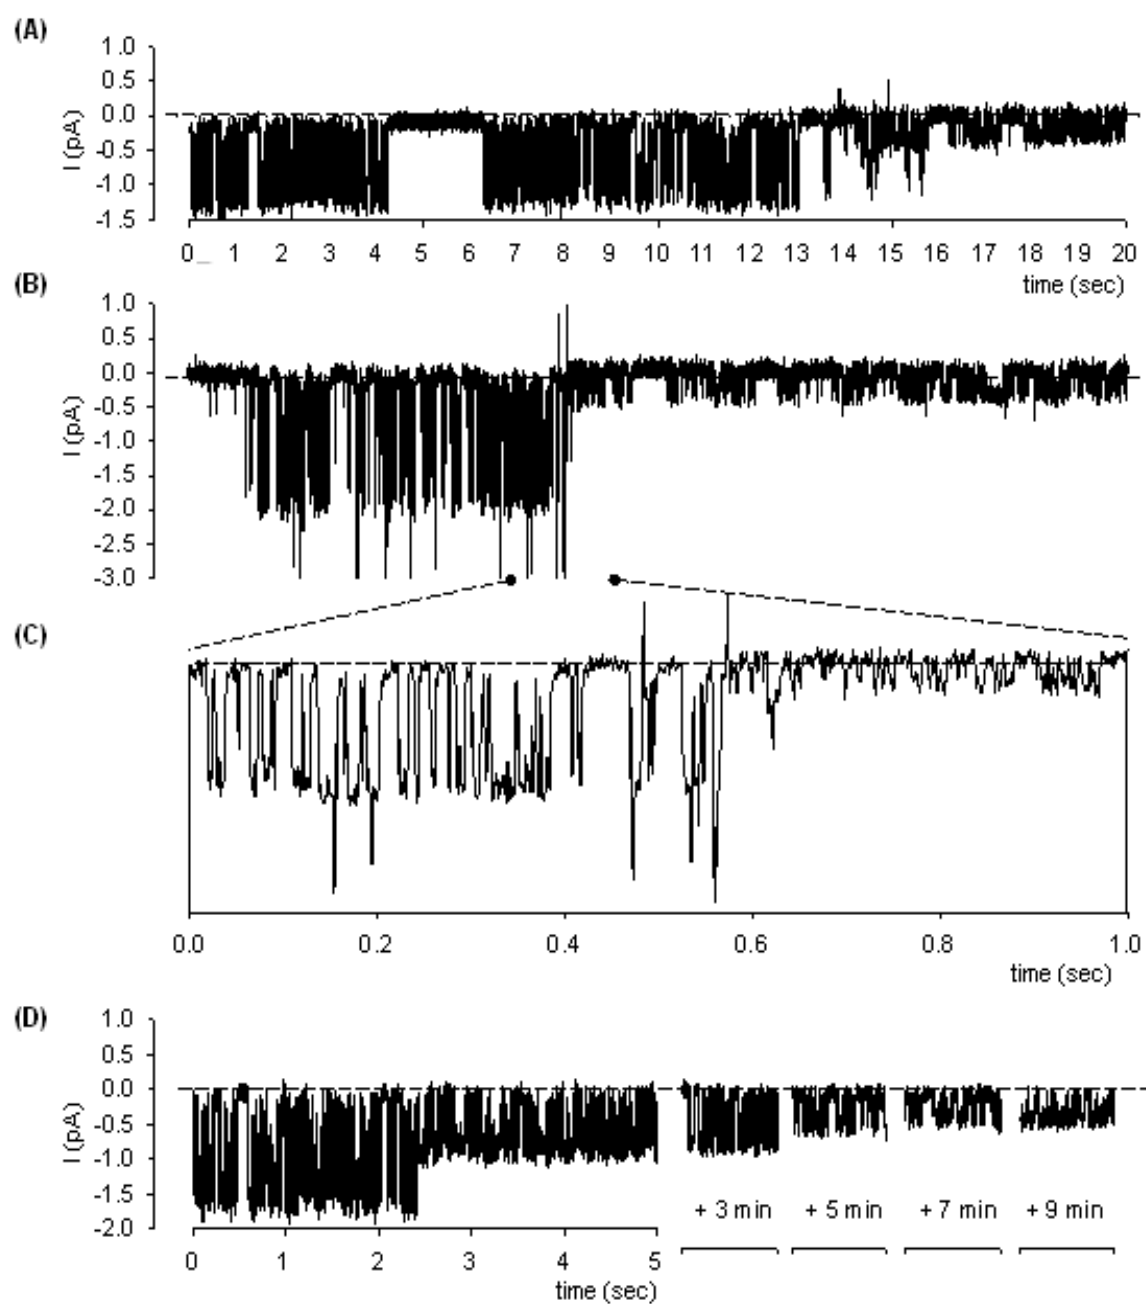 (A)
1.0
0.5
0.0
-0.5
-1.0
-1.5
I (pA)
0_ 1 2 3 4 5 6 7 8 9 10 11 12 13 14 15 16 17 18 19 20
time (sec)
(B)
1.0
0.5
0.0
-0.5
-1.0
-1.5
-2.0
-2.5
-3.0
I (pA)
(C)
0.0 0.2 0.4 0.6 0.8 1.0
time (sec)
(D)
1.0
0.5
0.0
-0.5
-1.0
-1.5
-2.0
I (pA)
+ 3 min + 5 min + 7 min + 9 min
0 1 2 3 4 5
time (sec)